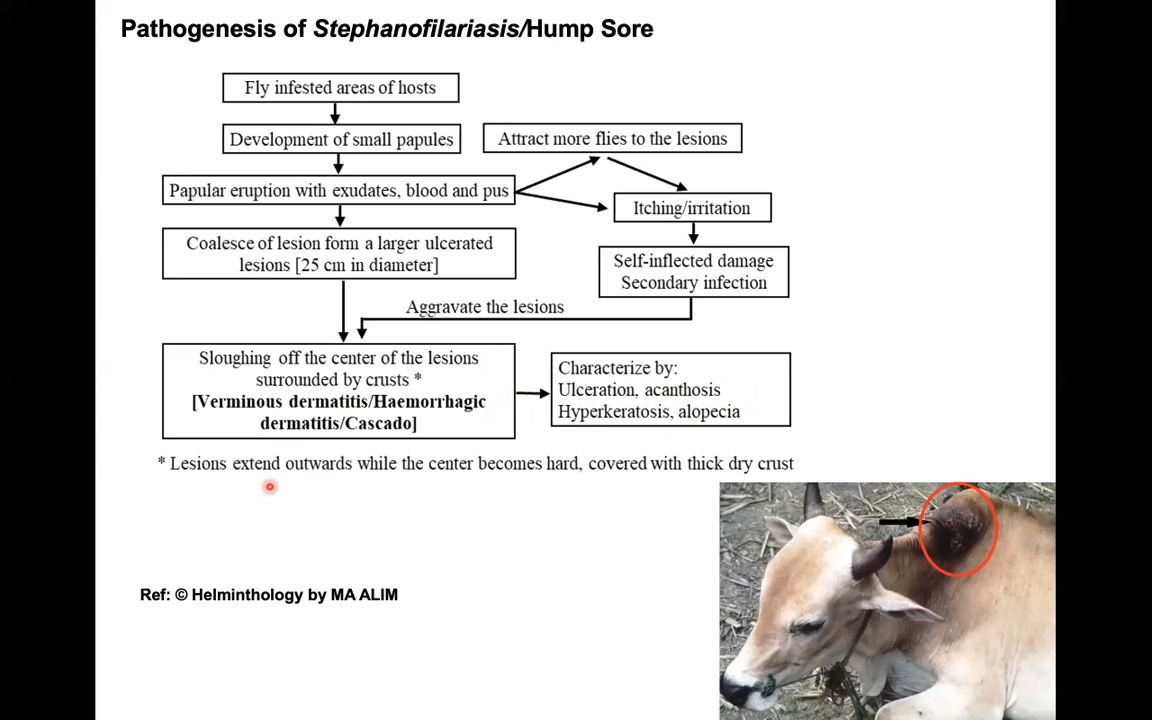 Pathogenesis of Stephanofilariasis/Hump Sore
Fly infested areas of hosts
Development of small papules
Attract more flies to the lesions
Papular eruption with exudates, blood and pus
Itching/irritation
Coalesce of lesion form a larger ulcerated
lesions [25 cm in diameter]
Self-inflected damage
Secondary infection
Aggravate the lesions
Sloughing off the center of the lesions
surrounded by crusts *
[Verminous dermatitis/Haemorrhagic
dermatitis/Cascado]
Characterize by:
Ulceration, acanthosis
Hyperkeratosis, alopecia
* Lesions extend outwards while the center becomes hard, covered with thick dry crust
Ref: © Helminthology by MA ALIM